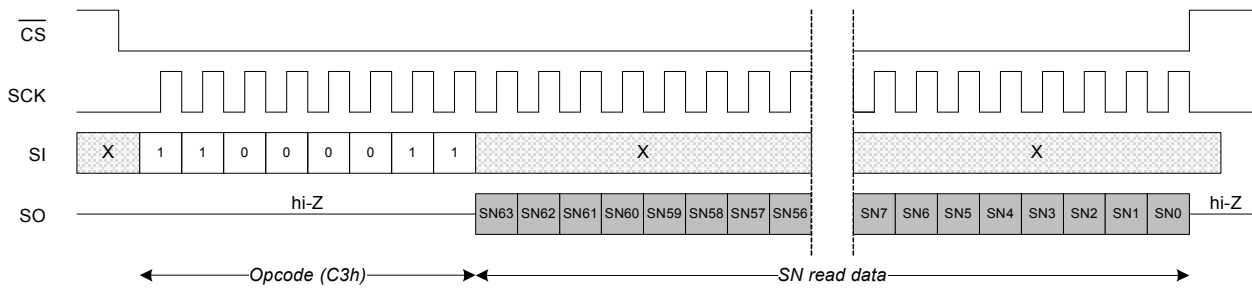 CS
SCK
SI X 1 1 0 0 0 0 1 1 X X
hi-Z hi-Z
SO SN63 SN62 SN61 SN60 SN59 SN58 SN57 SN56 SN7 SN6 SN5 SN4 SN3 SN2 SN1 SN0
Opcode (C3h) SN read data